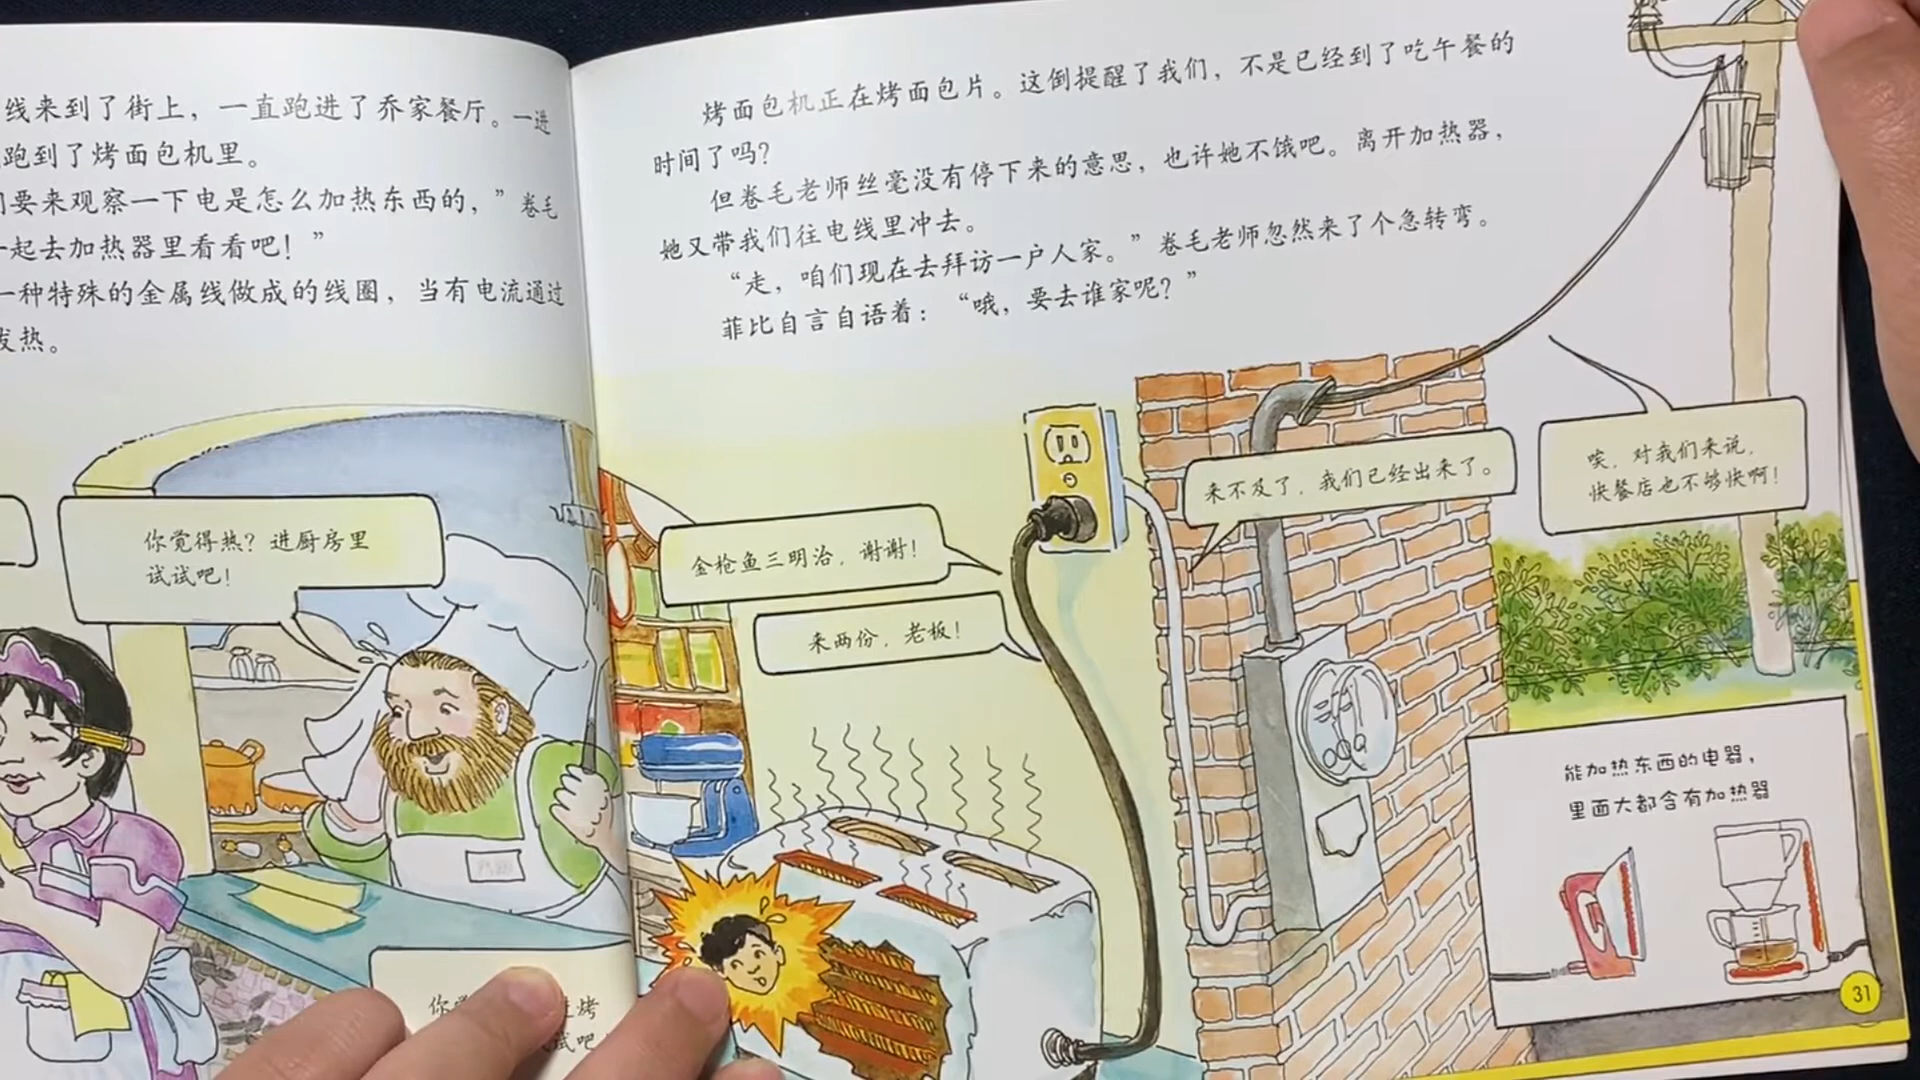 线来到了街上，一直跑进了乔家餐厅。一进
跑到了烤面包机里。
要来观察一下电是怎么加热东西的，”卷毛
一起去加热器里看看吧！”
一种特殊的金属线做成的线圈，当有电流通过
发热。
你觉得热？进厨房里
试试吧！
烤面包机正在烤面包片。这倒提醒了我们，不是已经到了吃午餐的
时间了吗？
但卷毛老师丝毫没有停下来的意思，也许她不饿吧。离开加热器，
她又带我们往电线里冲去。
“走，咱们现在去拜访一户人家。”卷毛老师忽然来了个急转弯。
菲比自言自语着：“哦，要去谁家呢？”
金枪鱼三明治，谢谢！
来两份，老板！
来不及了，我们已经出来了。
唉，对我们来说，
快餐店也不够快啊！
能加热东西的电器，
里面大都含有加热器
31